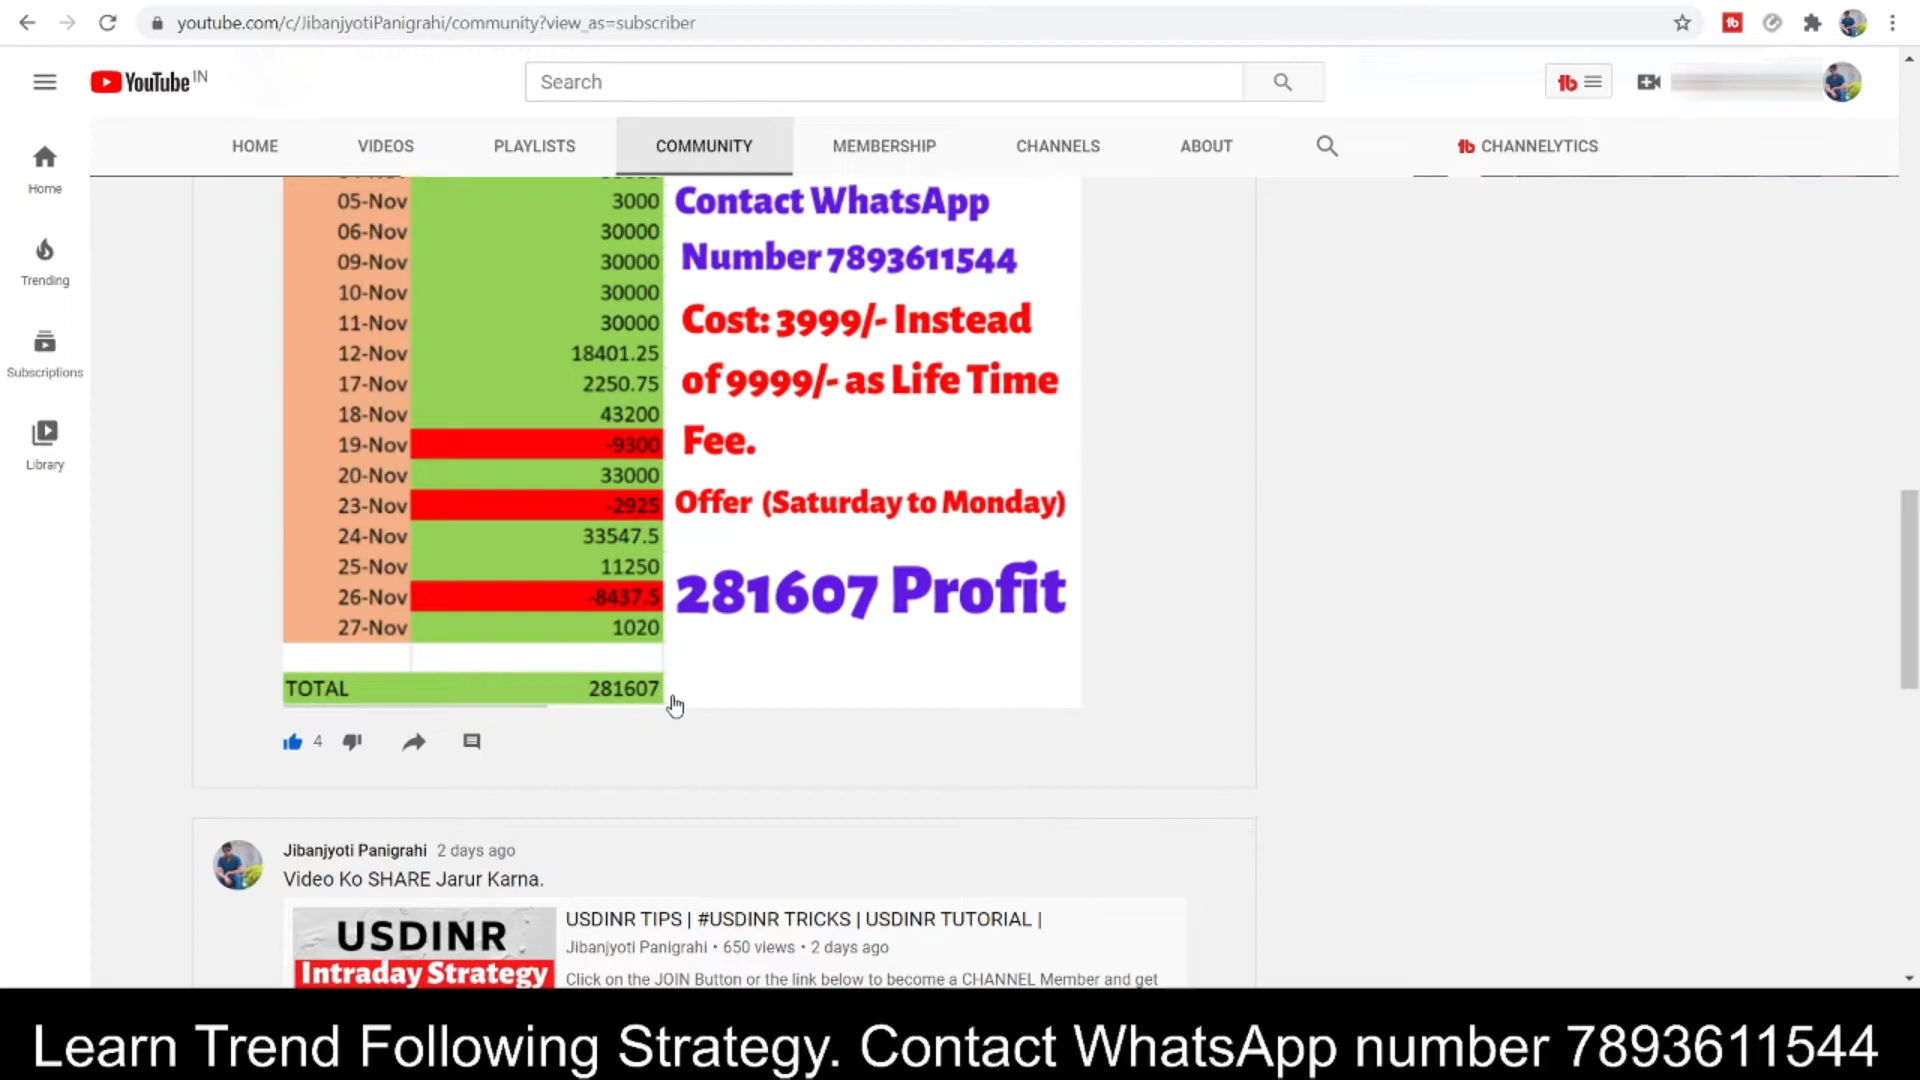 youtube.com/c/JibanjyotiPanigrahi/community?view_as=subscriber
YouTube IN
Search
HOME VIDEOS PLAYLISTS COMMUNITY MEMBERSHIP CHANNELS ABOUT CHANNELYTICS
Home
Trending
Subscriptions
Library
05-Nov 3000
06-Nov 30000
09-Nov 30000
10-Nov 30000
11-Nov 30000
12-Nov 18401.25
17-Nov 2250.75
18-Nov 43200
19-Nov -9300
20-Nov 33000
23-Nov -2925
24-Nov 33547.5
25-Nov 11250
26-Nov -8437.5
27-Nov 1020
TOTAL 281607
Contact WhatsApp
Number 7893611544
Cost: 3999/- Instead
of 9999/- as Life Time
Fee.
Offer (Saturday to Monday)
281607 Profit
4
Jibanjyoti Panigrahi 2 days ago
Video Ko SHARE Jarur Karna.
USDINR
Intraday Strategy
USDINR TIPS | #USDINR TRICKS | USDINR TUTORIAL |
Jibanjyoti Panigrahi • 650 views • 2 days ago
Click on the JOIN Button or the link below to become a CHANNEL Member and get
Learn Trend Following Strategy. Contact WhatsApp number 7893611544